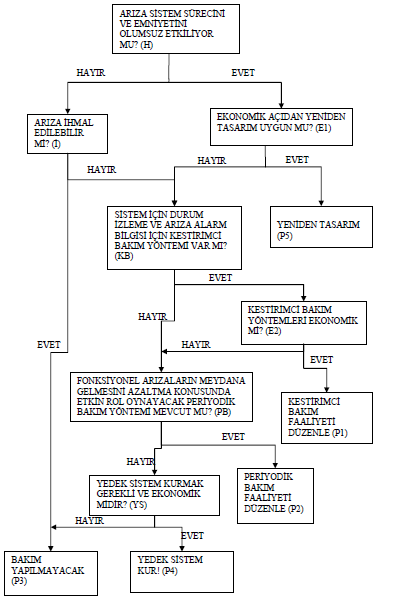 ARIZA SİSTEM SÜRECİNİ
VE EMNİYETİNİ
OLUMSUZ ETKİLİYOR
MU? (H)
HAYIR
EVET
ARIZA İHMAL
EDİLEBİLİR
Mİ? (İ)
EKONOMİK AÇIDAN YENİDEN
TASARIM UYGUN MU? (E1)
HAYIR
HAYIR
EVET
SİSTEM İÇİN DURUM
İZLEME VE ARIZA ALARM
BİLGİSİ İÇİN KESTİRİMCİ
BAKIM YÖNTEMİ VAR MI?
(KB)
YENİDEN TASARIM
(P5)
EVET
HAYIR
KESTİRİMCİ BAKIM
YÖNTEMLERİ EKONOMİK
Mİ? (E2)
EVET
EVET
FONKSİYONEL ARIZALARIN MEYDANA
GELMESİNİ AZALTMA KONUSUNDA
ETKİN ROL OYNAYACAK PERİYODİK
BAKIM YÖNTEMİ MEVCUT MU? (PB)
KESTİRİMCİ
BAKIM
FAALİYETİ
DÜZENLE (P1)
EVET
HAYIR
YEDEK SİSTEM KURMAK
GEREKLİ VE EKONOMİK
MİDİR? (YS)
PERİYODİK
BAKIM
FAALİYETİ
DÜZENLE (P2)
HAYIR
EVET
BAKIM
YAPILMAYACAK
(P3)
YEDEK SİSTEM
KUR! (P4)